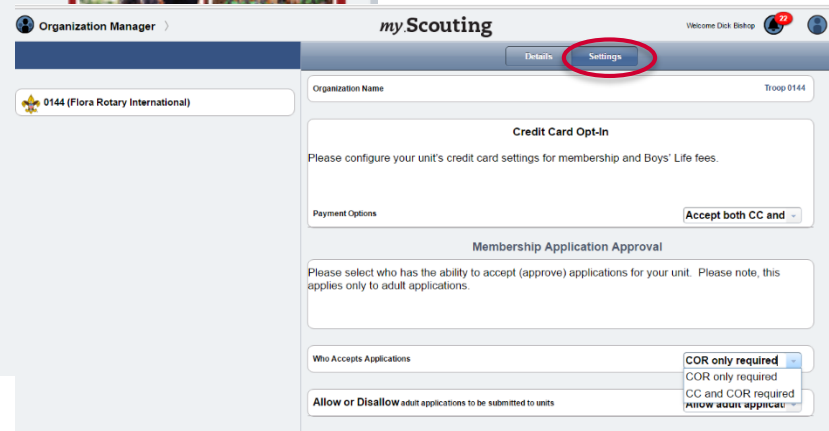 Organization Manager
my.Scouting
Welcome Dick Bishop
Details
Settings
0144 (Flora Rotary International)
Organization Name
Troop 0144
Credit Card Opt-In
Please configure your unit's credit card settings for membership and Boys' Life fees.
Payment Options
Accept both CC and
Membership Application Approval
Please select who has the ability to accept (approve) applications for your unit. Please note, this
applies only to adult applications.
Who Accepts Applications
COR only required
COR only required
CC and COR required
Allow or Disallow adult applications to be submitted to units
Allow adult applicati